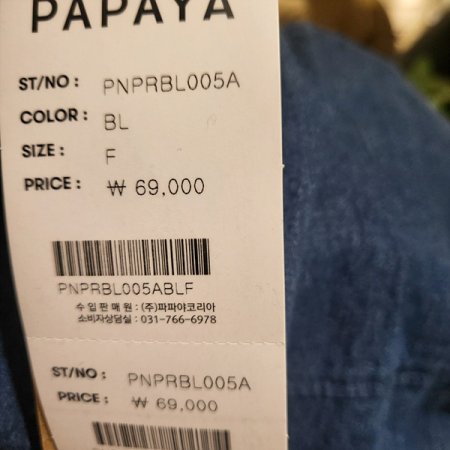 PAPAYA
ST/NO : PNPRBL005A
COLOR : BL
SIZE : F
PRICE : ₩ 69,000
PNPRBL005ABLF
수 입 판 매 원 : (주)파파야코리아
소비자상담실 : 031-766-6978
ST/NO : PNPRBL005A
PRICE : ₩ 69,000